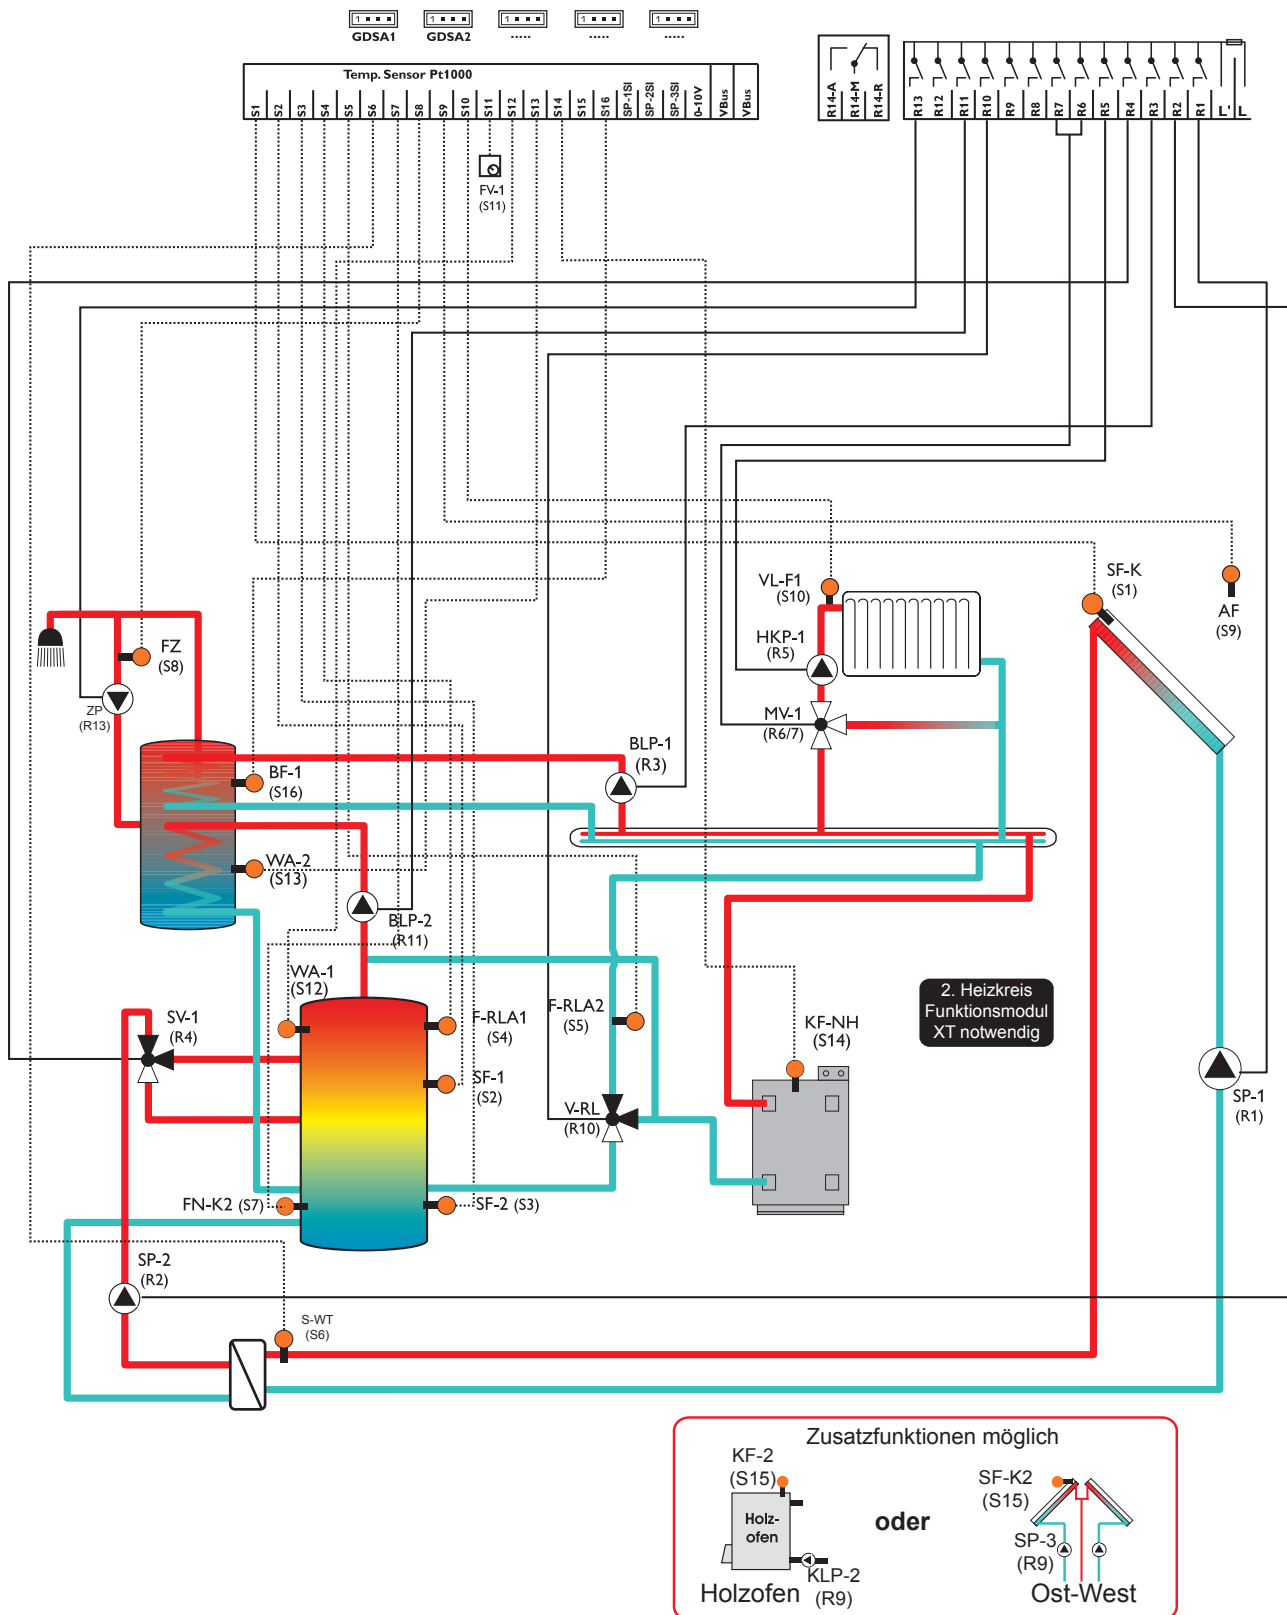 1
1
1
1
1
GDSA1
GDSA2
.....
.....
.....
Temp. Sensor Pt1000
S1
S2
S3
S4
S5
S6
S7
S8
S9
S10
S11
S12
S13
S14
S15
S16
SP-1SI
SP-2SI
SP-3SI
0-10V
VBus
VBus
R14-A
R14-M
R14-R
R13
R12
R11
R10
R9
R8
R7
R6
R5
R4
R3
R2
R1
L'
L
FV-1
(S11)
VL-F1
(S10)
SF-K
(S1)
AF
(S9)
FZ
(S8)
HKP-1
(R5)
ZP
(R13)
MV-1
(R6/7)
BLP-1
(R3)
BF-1
(S16)
WA-2
(S13)
BLP-2
(R11)
WA-1
(S12)
F-RLA1
(S4)
F-RLA2
(S5)
2. Heizkreis
Funktionsmodul
XT notwendig
SV-1
(R4)
KF-NH
(S14)
SF-1
(S2)
V-RL
(R10)
SP-1
(R1)
FN-K2 (S7)
SF-2 (S3)
SP-2
(R2)
S-WT
(S6)
Zusatzfunktionen möglich
KF-2
(S15)
SF-K2
(S15)
Holz-
ofen
oder
SP-3
(R9)
KLP-2
(R9)
Holzofen
Ost-West